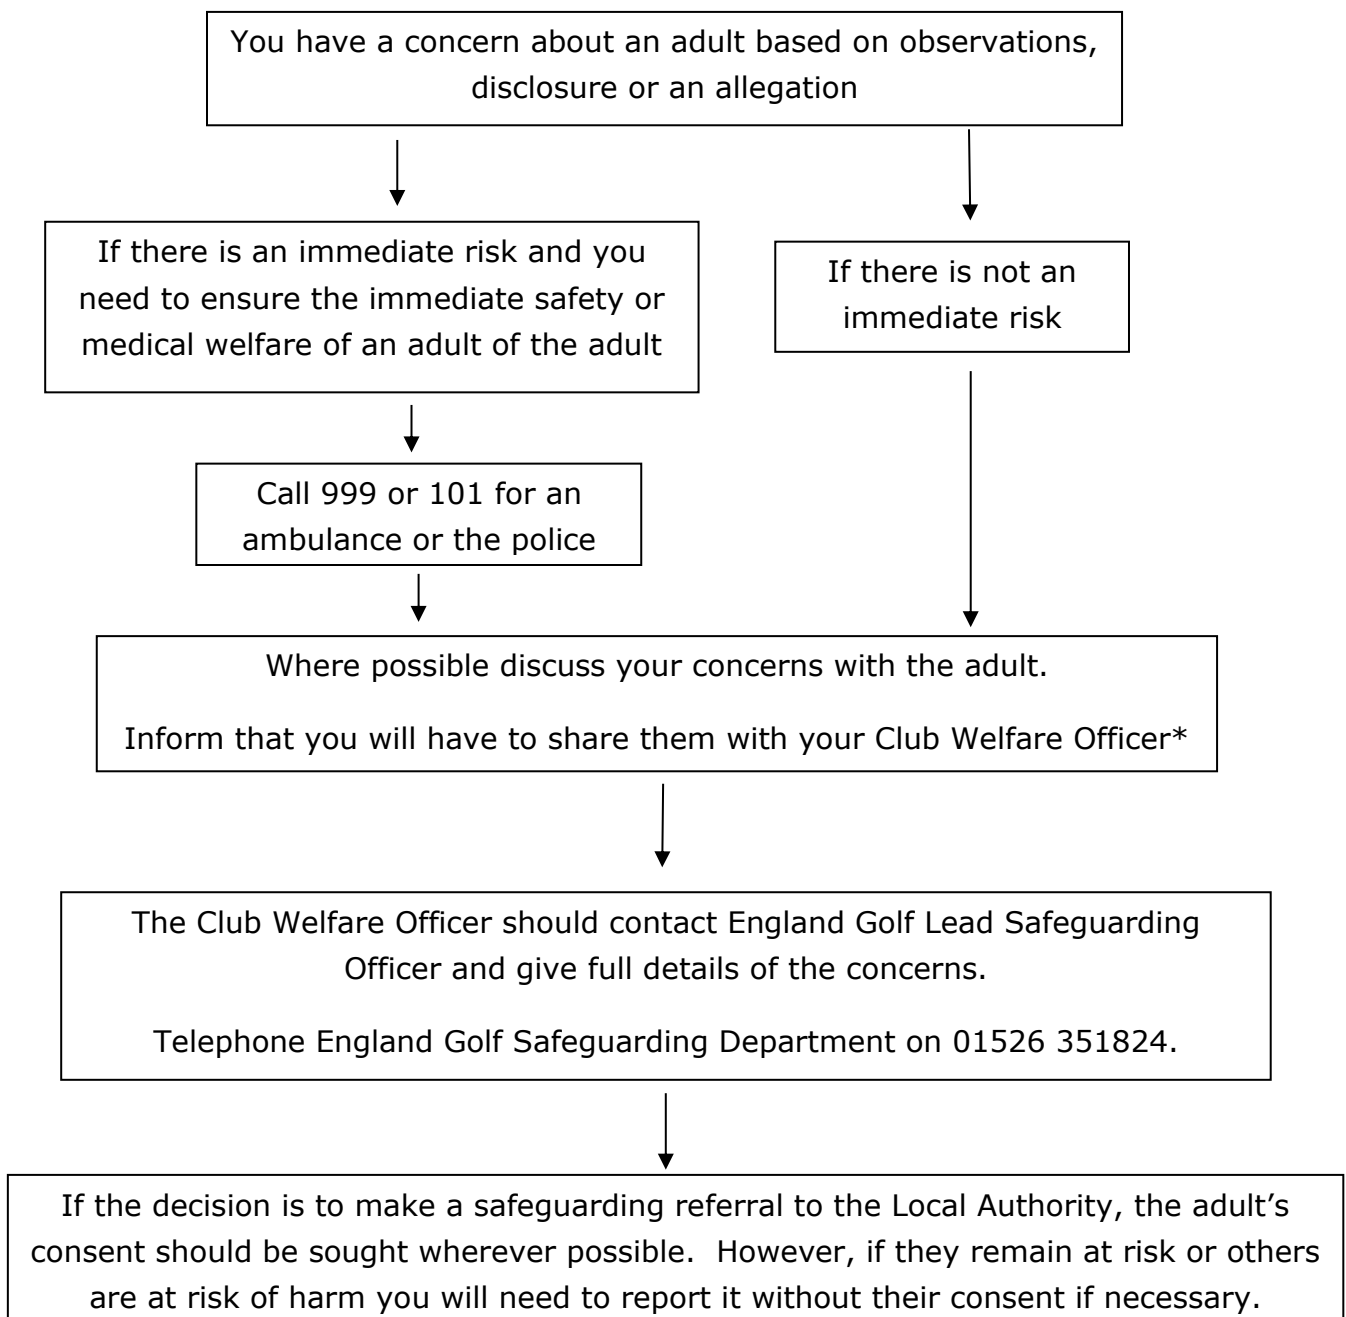 You have a concern about an adult based on observations,
disclosure or an allegation
If there is an immediate risk and you
need to ensure the immediate safety or
medical welfare of an adult of the adult
If there is not an
immediate risk
Call 999 or 101 for an
ambulance or the police
Where possible discuss your concerns with the adult.
Inform that you will have to share them with your Club Welfare Officer*
The Club Welfare Officer should contact England Golf Lead Safeguarding
Officer and give full details of the concerns.
Telephone England Golf Safeguarding Department on 01526 351824.
If the decision is to make a safeguarding referral to the Local Authority, the adult’s
consent should be sought wherever possible.  However, if they remain at risk or others
are at risk of harm you will need to report it without their consent if necessary.